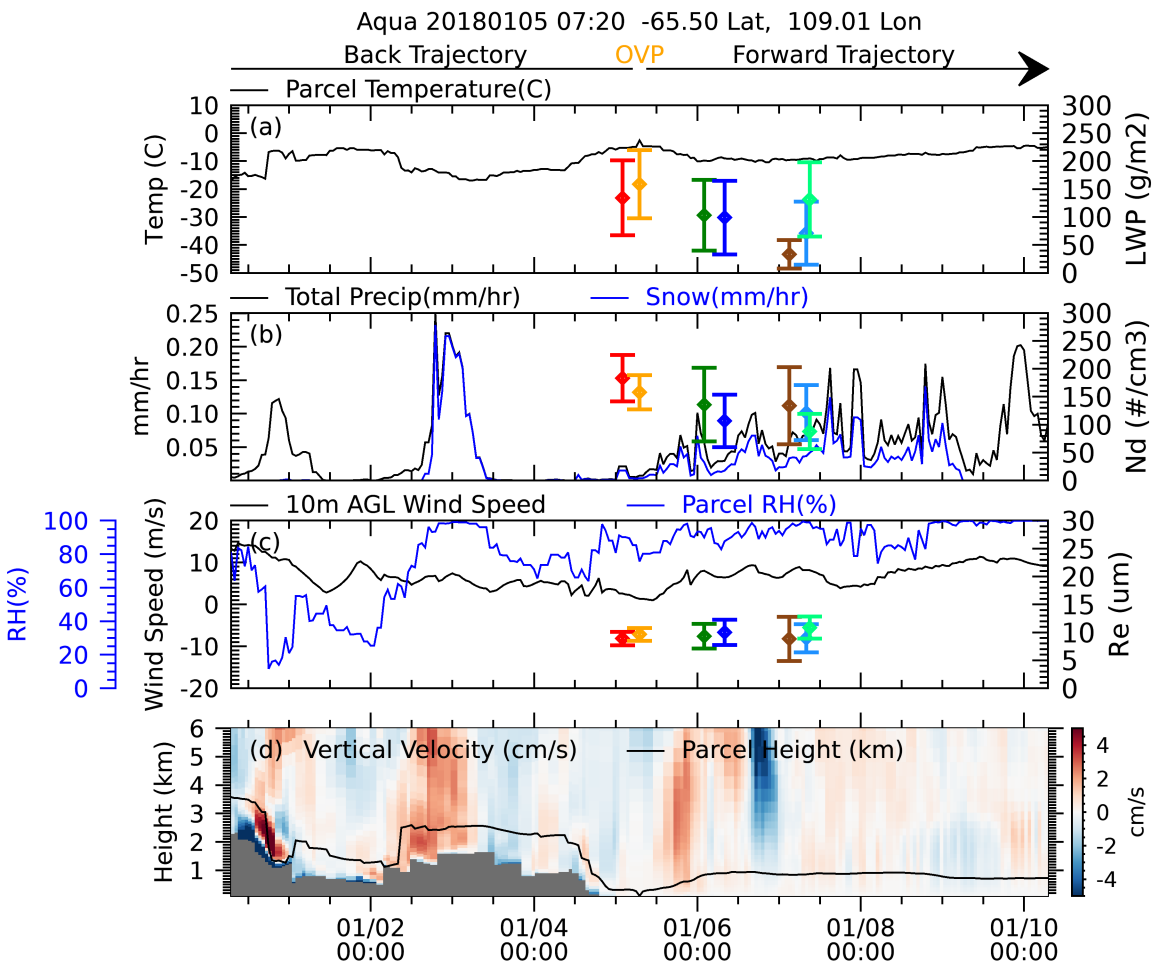 Aqua 20180105 07:20 -65.50 Lat, 109.01 Lon
Back Trajectory OVP Forward Trajectory
Parcel Temperature(C)
(a)
Temp (C)
10
0
-10
-20
-30
-40
-50
300
250
200
150
100
50
0
LWP (g/m2)
Total Precip(mm/hr) Snow(mm/hr)
(b)
mm/hr
0.25
0.20
0.15
0.10
0.05
300
250
200
150
100
50
0
Nd (#/cm3)
10m AGL Wind Speed Parcel RH(%)
(c)
RH(%)
100
80
60
40
20
0
Wind Speed (m/s)
20
10
0
-10
-20
30
25
20
15
10
5
0
Re (um)
(d) Vertical Velocity (cm/s) Parcel Height (km)
Height (km)
6
5
4
3
2
1
4
2
0
-2
-4
cm/s
01/02 01/04 01/06 01/08 01/10
00:00 00:00 00:00 00:00 00:00